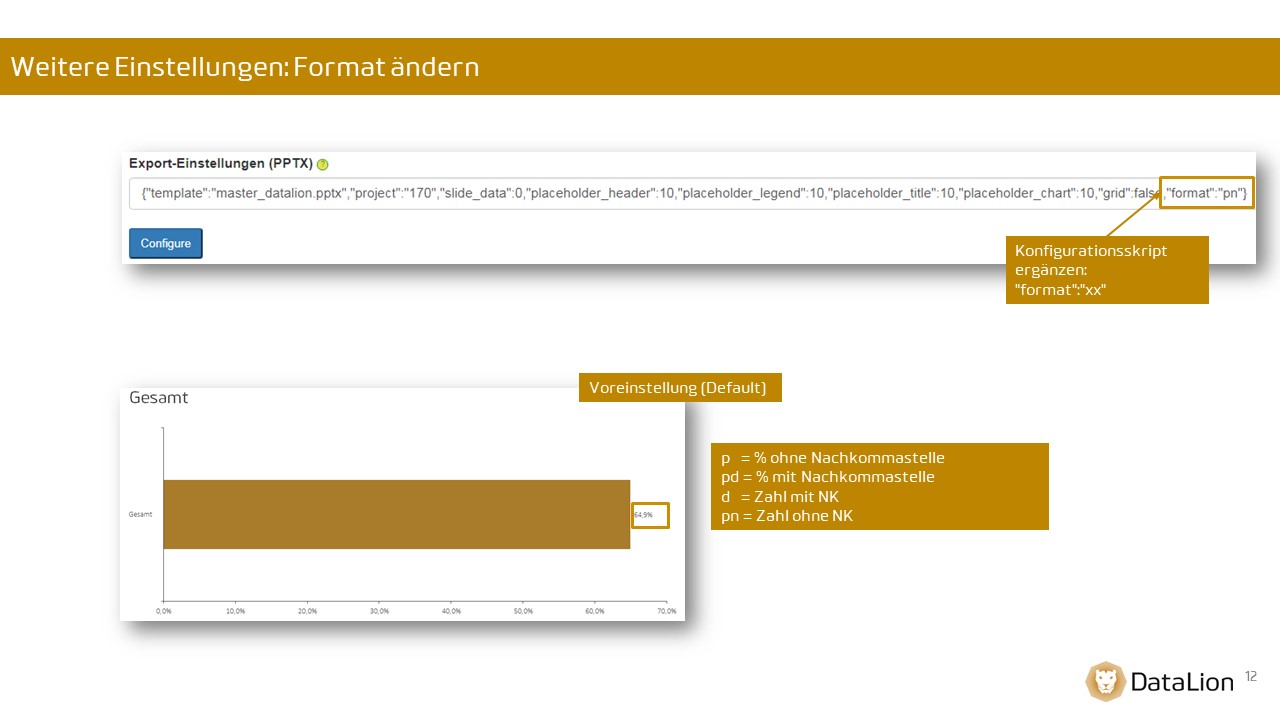 Weitere Einstellungen: Format ändern
Export-Einstellungen (PPTX) ?
{"template":"master_datalion.pptx","project":"170","slide_data":0,"placeholder_header":10,"placeholder_legend":10,"placeholder_title":10,"placeholder_chart":10,"grid":false,"format":"pn"}
Configure
Konfigurationsskript
ergänzen:
"format":"xx"
Voreinstellung (Default)
Gesamt
Gesamt
64,9%
0,0% 10,0% 20,0% 30,0% 40,0% 50,0% 60,0% 70,0%
p = % ohne Nachkommastelle
pd = % mit Nachkommastelle
d = Zahl mit NK
pn = Zahl ohne NK
DataLion
12